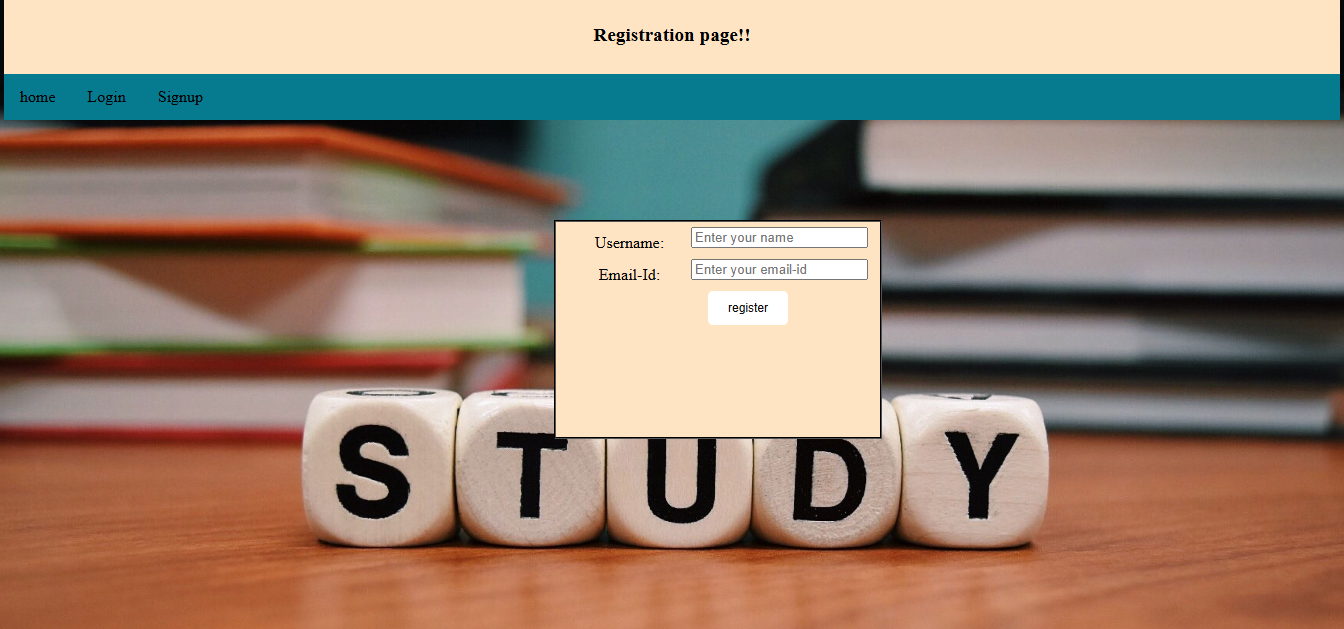 Registration page!!
home Login Signup
Username: Enter your name
Email-Id: Enter your email-id
register
STUDY